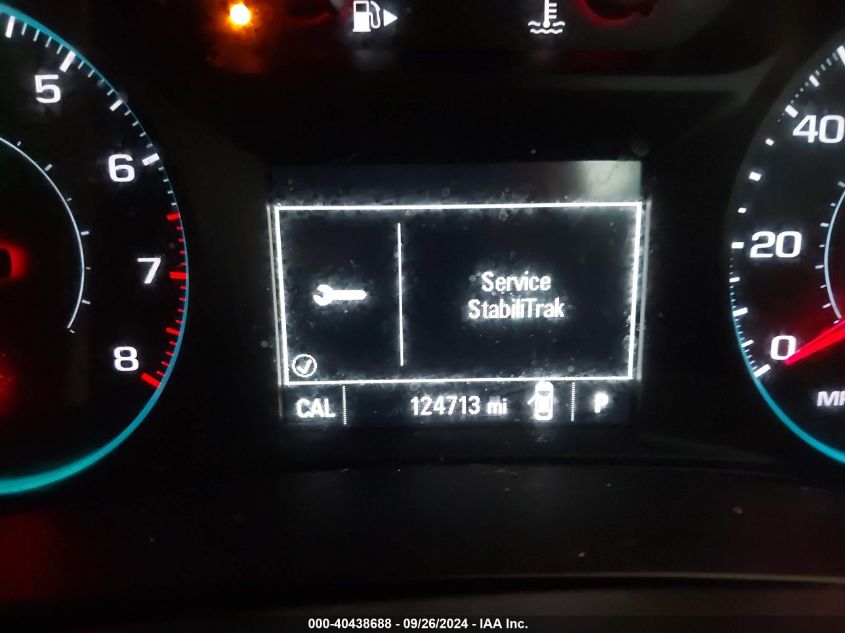 5
6
7
8
40
20
0
Service
StabiliTrak
CAL 124713 mi P
000-40438688 - 09/26/2024 - IAA Inc.